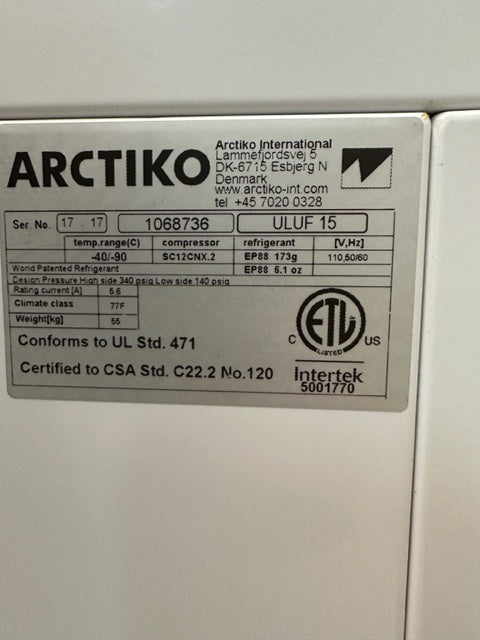 ARCTIKO
Arctiko International
Lammefjordsvej 5
DK-6715 Esbjerg N
Denmark
www.arctiko-int.com
tel +45 7020 0328
Ser. No. 17 . 17 1068736 ULUF 15
temp.range(C) compressor refrigerant [V,Hz]
-40/-90 SC12CNX.2 EP88 173g 110,50/60
World Patented Refrigerant EP88 6.1 oz
Design Pressure High side 340 psig Low side 140 psig
Rating current [A] 6.6
Climate class 77F
Weight[kg] 55
Conforms to UL Std. 471
Certified to CSA Std. C22.2 No.120
C ETL US
LISTED
Intertek
5001770